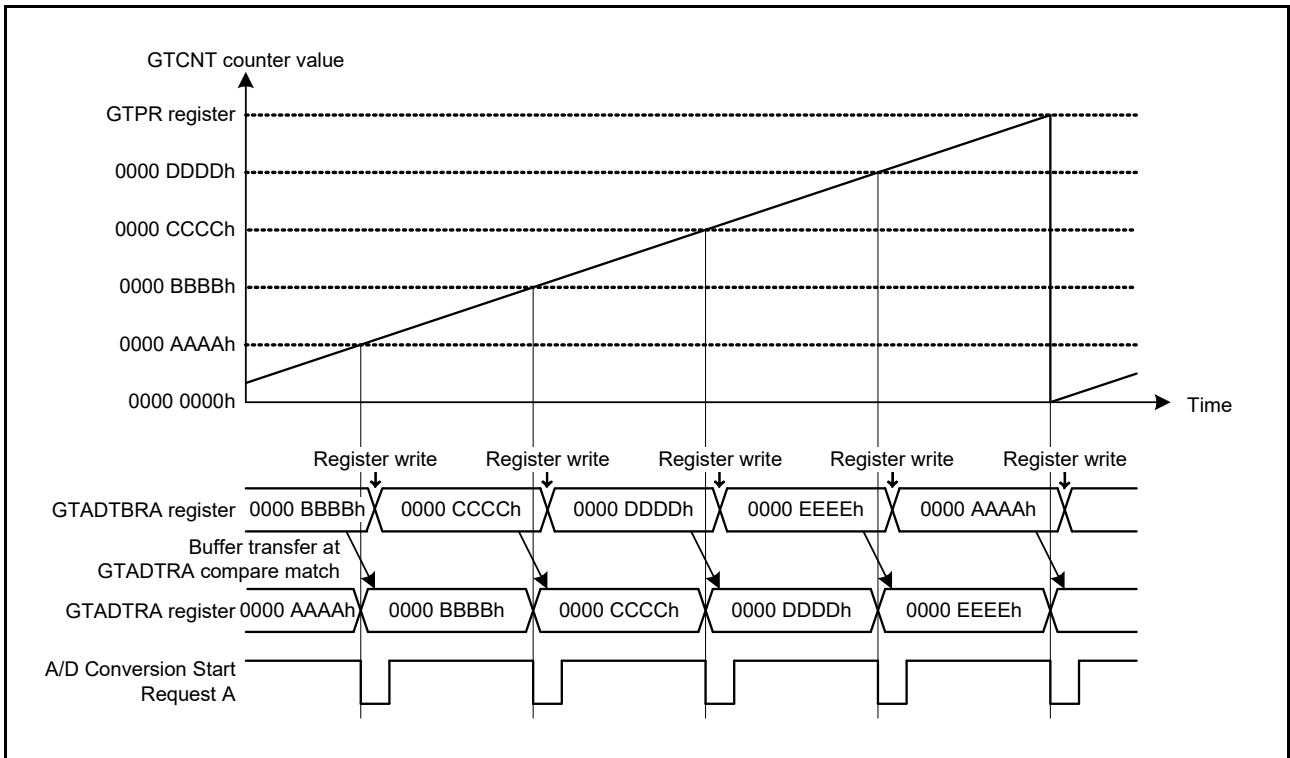 GTCNT counter value
GTPR register
0000 DDDDh
0000 CCCCh
0000 BBBBh
0000 AAAAh
0000 0000h
Time
Register write Register write Register write Register write Register write
GTADTBRA register 0000 BBBBh 0000 CCCCh 0000 DDDDh 0000 EEEEh 0000 AAAAh
Buffer transfer at
GTADTRA compare match
GTADTRA register 0000 AAAAh 0000 BBBBh 0000 CCCCh 0000 DDDDh 0000 EEEEh
A/D Conversion Start
Request A